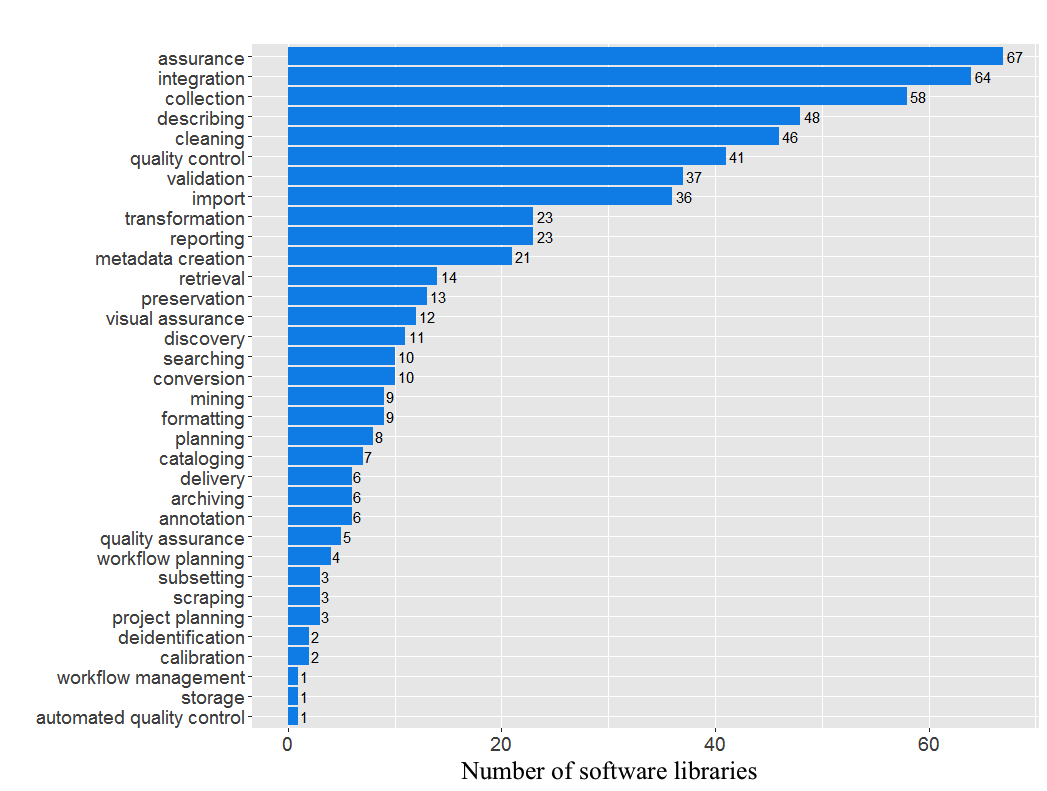 assurance 67
integration 64
collection 58
describing 48
cleaning 46
quality control 41
validation 37
import 36
transformation 23
reporting 23
metadata creation 21
retrieval 14
preservation 13
visual assurance 12
discovery 11
searching 10
conversion 10
mining 9
formatting 9
planning 8
cataloging 7
delivery 6
archiving 6
annotation 6
quality assurance 5
workflow planning 4
subsetting 3
scraping 3
project planning 3
deidentification 2
calibration 2
workflow management 1
storage 1
automated quality control 1
0 20 40 60
Number of software libraries